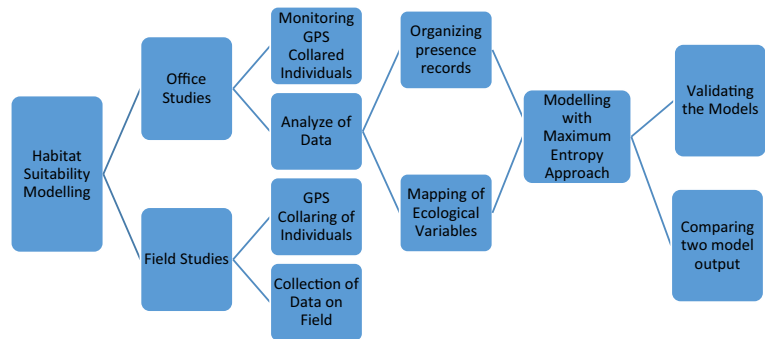 Habitat
Suitability
Modelling
Office
Studies
Field Studies
Monitoring
GPS
Collared
Individuals
Analyze of
Data
GPS
Collaring of
Individuals
Collection of
Data on
Field
Organizing
presence
records
Mapping of
Ecological
Variables
Modelling
with
Maximum
Entropy
Approach
Validating
the Models
Comparing
two model
output